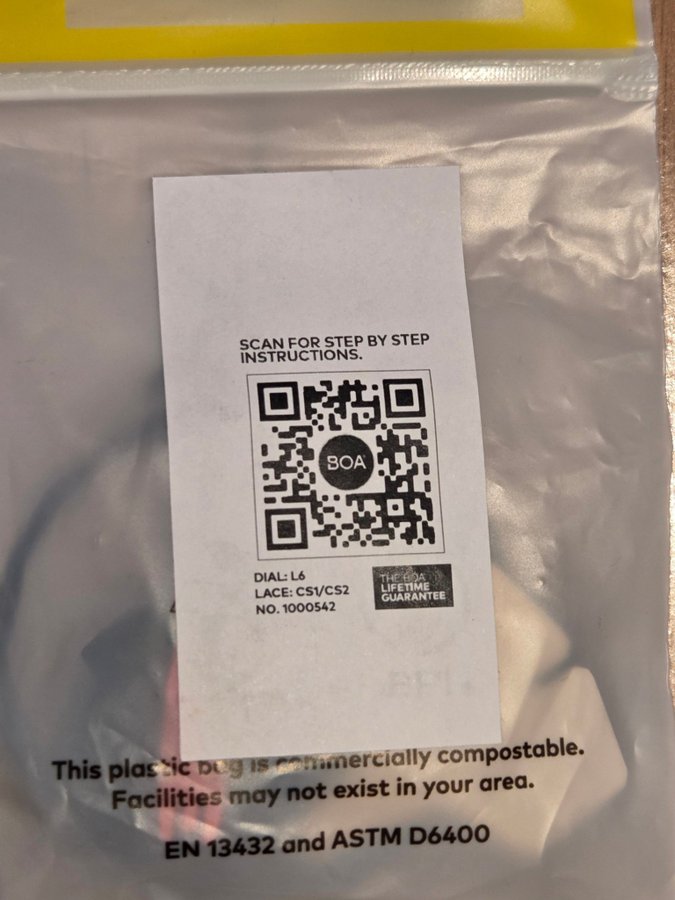 SCAN FOR STEP BY STEP
INSTRUCTIONS.
BOA
DIAL: L6
LACE: CS1/CS2
NO. 1000542
THE BOA
LIFETIME
GUARANTEE
This plastic bag is commercially compostable.
Facilities may not exist in your area.
EN 13432 and ASTM D6400